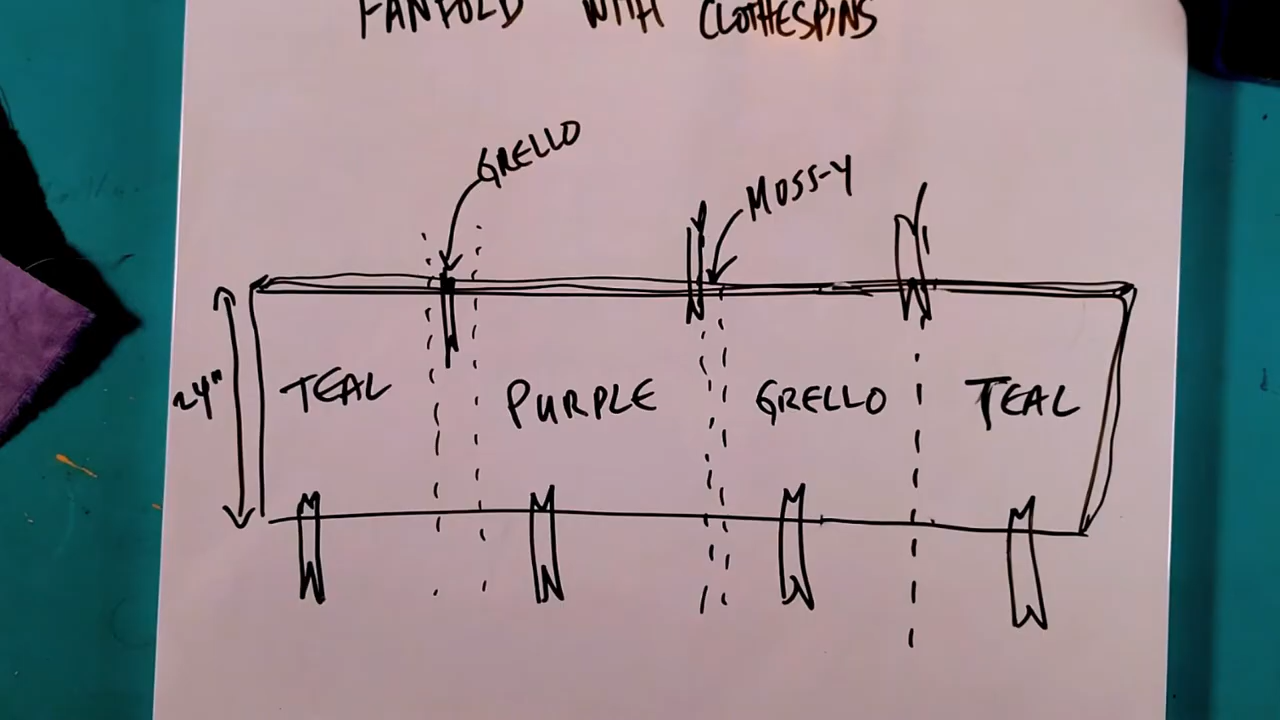 FANFOLD WITH CLOTHESPINS
GRELLO
MOSS-Y
24"
TEAL
PURPLE
GRELLO
TEAL